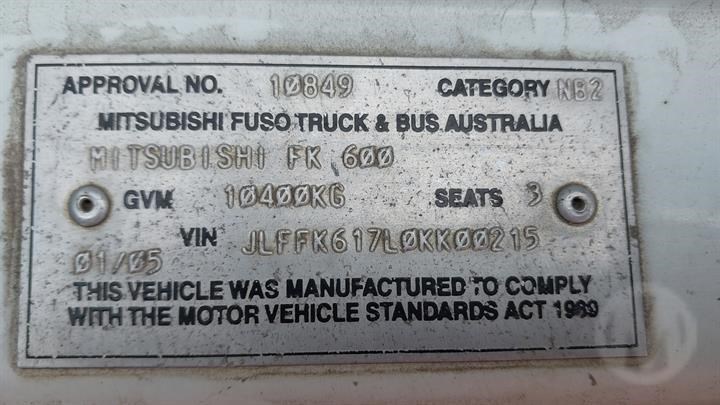 APPROVAL NO. 10849 CATEGORY NB2
MITSUBISHI FUSO TRUCK & BUS AUSTRALIA
MITSUBISHI FK 600
GVM 10400KG SEATS 3
VIN JLFFK617L0KK00215
01/05
THIS VEHICLE WAS MANUFACTURED TO COMPLY
WITH THE MOTOR VEHICLE STANDARDS ACT 1989